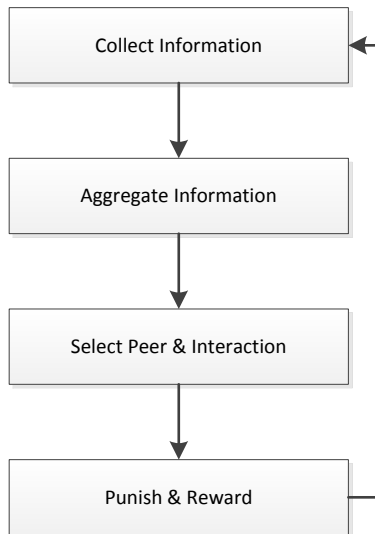 Collect Information
Aggregate Information
Select Peer & Interaction
Punish & Reward